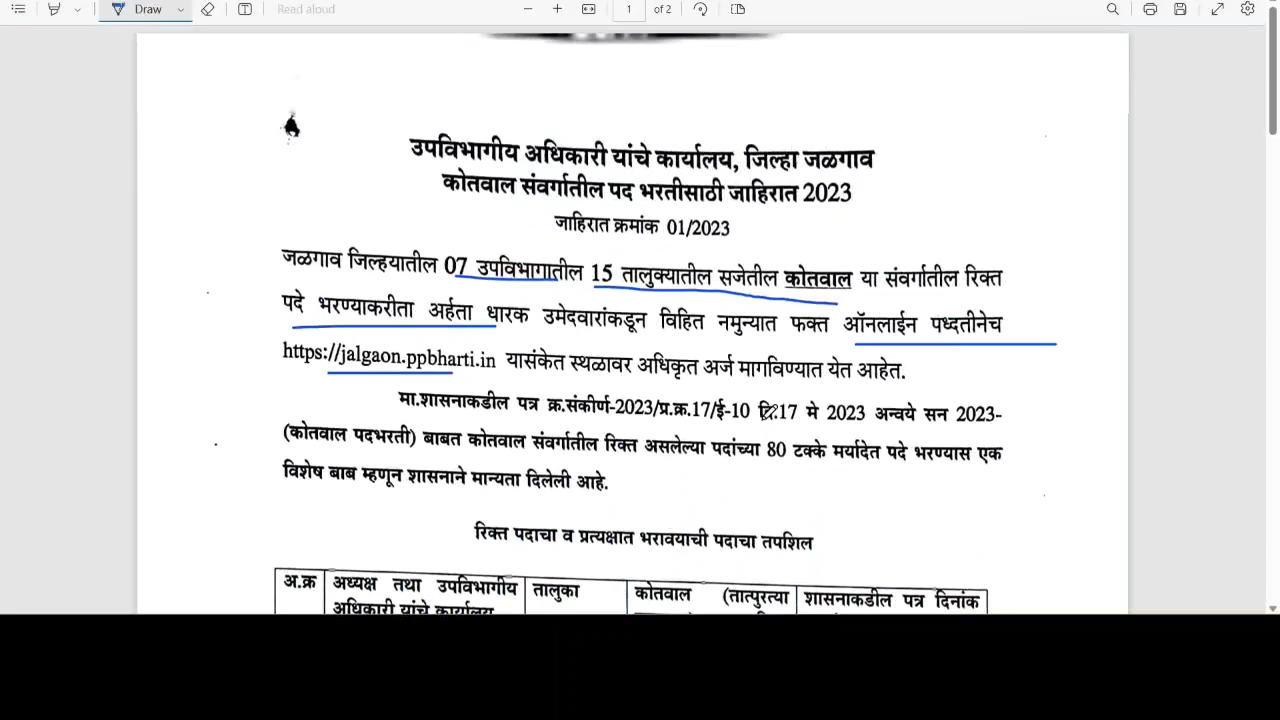 Draw
Read aloud
1 of 2
उपविभागीय अधिकारी यांचे कार्यालय, जिल्हा जळगाव
कोतवाल संवर्गातील पद भरतीसाठी जाहिरात 2023
जाहिरात क्रमांक 01/2023
जळगाव जिल्हयातील 07 उपविभागातील 15 तालुक्यातील सजेतील कोतवाल या संवर्गातील रिक्त
पदे भरण्याकरीता अर्हता धारक उमेदवारांकडून विहित नमुन्यात फक्त ऑनलाईन पध्दतीनेच
https://jalgaon.ppbharti.in यासंकेत स्थळावर अधिकृत अर्ज मागविण्यात येत आहेत.
मा.शासनाकडील पत्र क्र.संकीर्ण-2023/प्र.क्र.17/ई-10 दि.17 मे 2023 अन्वये सन 2023-
(कोतवाल पदभरती) बाबत कोतवाल संवर्गातील रिक्त असलेल्या पदांच्या 80 टक्के मर्यादेत पदे भरण्यास एक
विशेष बाब म्हणून शासनाने मान्यता दिलेली आहे.
रिक्त पदाचा व प्रत्यक्षात भरावयाची पदाचा तपशिल
अ.क्र अध्यक्ष तथा उपविभागीय तालुका कोतवाल (तात्पुरत्या शासनाकडील पत्र दिनांक
अधिकारी यांचे कार्यालय